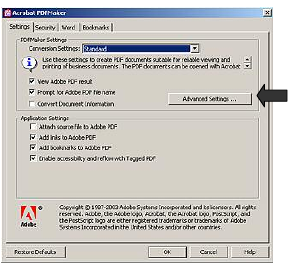 Acrobat PDFMaker
Settings Security Word Bookmarks
PDFMaker Settings
Conversion Settings: Standard
Use these settings to create PDF documents suitable for reliable viewing and
printing of business documents. The PDF documents can be opened with Acrobat
View Adobe PDF result
Prompt for Adobe PDF file name
Convert Document Information
Advanced Settings ...
Application Settings
Attach source file to Adobe PDF
Add links to Adobe PDF
Add bookmarks to Adobe PDF
Enable accessibility and reflow with Tagged PDF
Adobe
Copyright © 1997-2003 Adobe Systems Incorporated and its licensors. All rights
reserved. Adobe, the Adobe logo, Acrobat, the Acrobat logo, PostScript, and
the PostScript logo are either registered trademarks or trademarks of Adobe
Systems Incorporated in the United States and/or other countries.
Restore Defaults OK Cancel Help